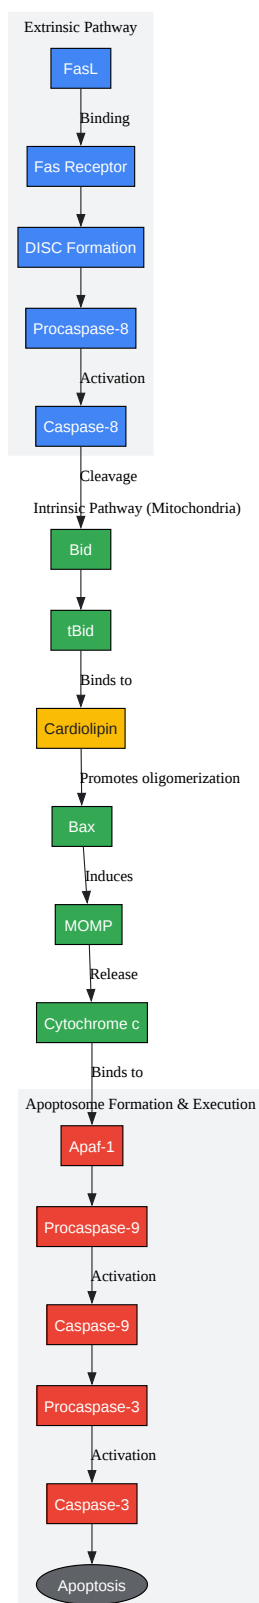 Extrinsic Pathway
FasL
Binding
Fas Receptor
DISC Formation
Procaspase-8
Activation
Caspase-8
Cleavage
Intrinsic Pathway (Mitochondria)
Bid
tBid
Binds to
Cardiolipin
Promotes oligomerization
Bax
Induces
MOMP
Release
Cytochrome c
Binds to
Apoptosome Formation & Execution
Apaf-1
Procaspase-9
Activation
Caspase-9
Procaspase-3
Activation
Caspase-3
Apoptosis